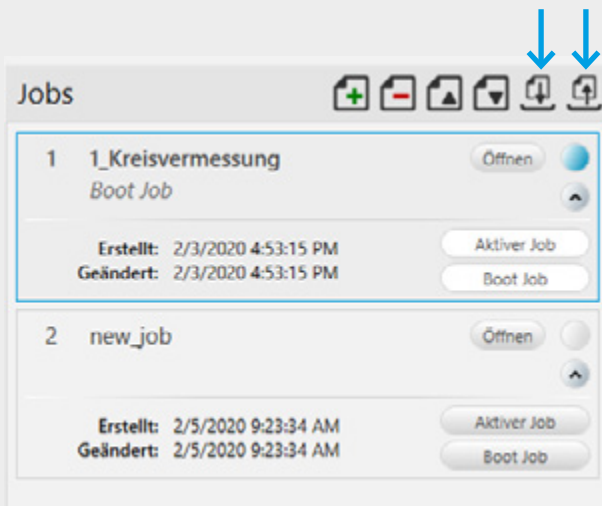 Jobs
1 1_Kreisvermessung Öffnen
Boot Job
Erstellt: 2/3/2020 4:53:15 PM Aktiver Job
Geändert: 2/3/2020 4:53:15 PM Boot Job
2 new_job Öffnen
Erstellt: 2/5/2020 9:23:34 AM Aktiver Job
Geändert: 2/5/2020 9:23:34 AM Boot Job